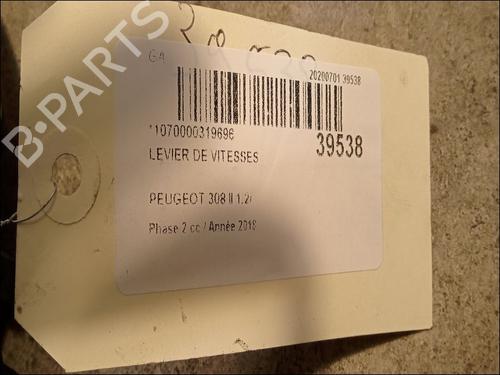 G4
20200701 39538
*1070000319696
39538
LEVIER DE VITESSES
PEUGEOT 308 II 1.2i
Phase 2 cc / Année 2018
B-PARTS